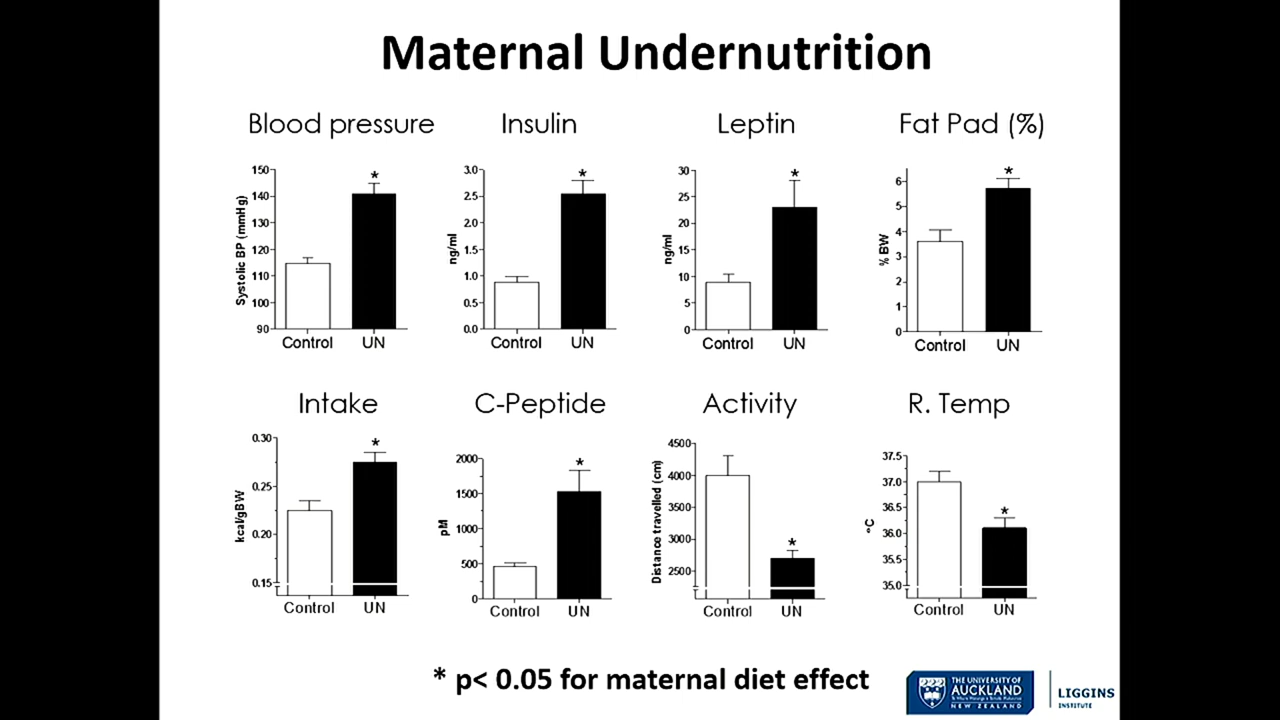 Maternal Undernutrition
Blood pressure
Insulin
Leptin
Fat Pad (%)
Systolic BP (mmHg)
150
140
130
120
110
100
90
*
Control
UN
ng/ml
3.0
2.5
2.0
1.5
1.0
0.5
0.0
*
Control
UN
ng/ml
30
25
20
15
10
5
0
*
Control
UN
% BW
6
5
4
3
2
1
0
*
Control
UN
Intake
C-Peptide
Activity
R. Temp
kcal/gBW
0.30
0.25
0.20
0.15
*
Control
UN
pM
2000
1500
1000
500
0
*
Control
UN
Distance travelled (cm)
4500
4000
3500
3000
2500
*
Control
UN
°C
37.5
37.0
36.5
36.0
35.5
35.0
*
Control
UN
* p< 0.05 for maternal diet effect
THE UNIVERSITY OF
AUCKLAND
NEW ZEALAND
LIGGINS
INSTITUTE